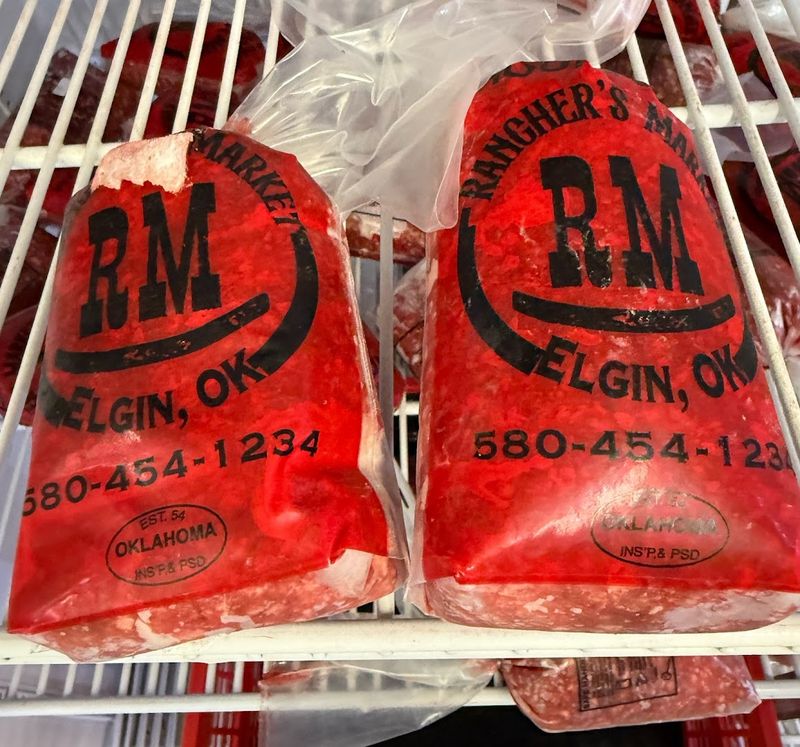 MARKET
RM
ELGIN, OK
580-454-1234
EST. 54
OKLAHOMA
INS'P. & PSD
RANCHER'S MAR
RM
ELGIN, OK
580-454-123
OKLAHOMA
INS'P. & PSD